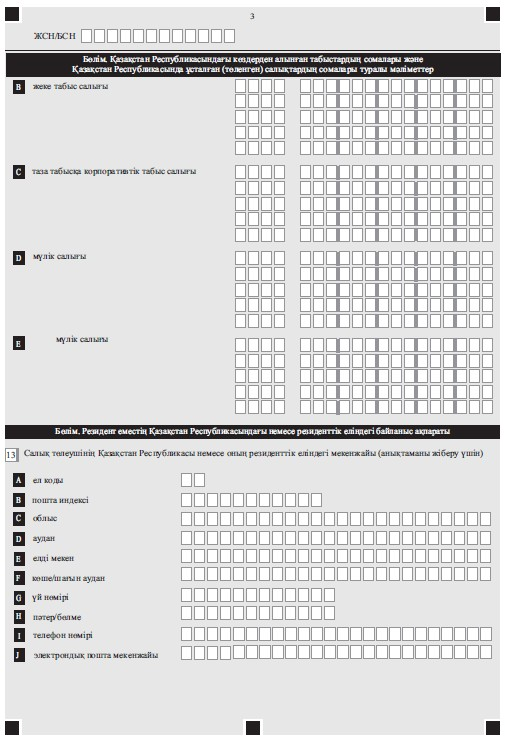 3
ЖСН/БСН
Бөлім. Қазақстан Республикасындағы көздерден алынған табыстардың сомалары және
Қазақстан Республикасында ұсталған (төленген) салықтардың сомалары туралы мәліметтер
B жеке табыс салығы
C таза табысқа корпоративтік табыс салығы
D мүлік салығы
E мүлік салығы
Бөлім. Резидент еместің Қазақстан Республикасындағы немесе резиденттік еліндегі байланыс ақпараты
13 Салық төлеушінің Қазақстан Республикасы немесе оның резиденттік еліндегі мекенжайы (анықтаманы жіберу үшін)
A ел коды
B пошта индексі
C облыс
D аудан
E елді мекен
F көше/шағын аудан
G үй нөмірі
H пәтер/бөлме
I телефон нөмірі
J электрондық пошта мекенжайы